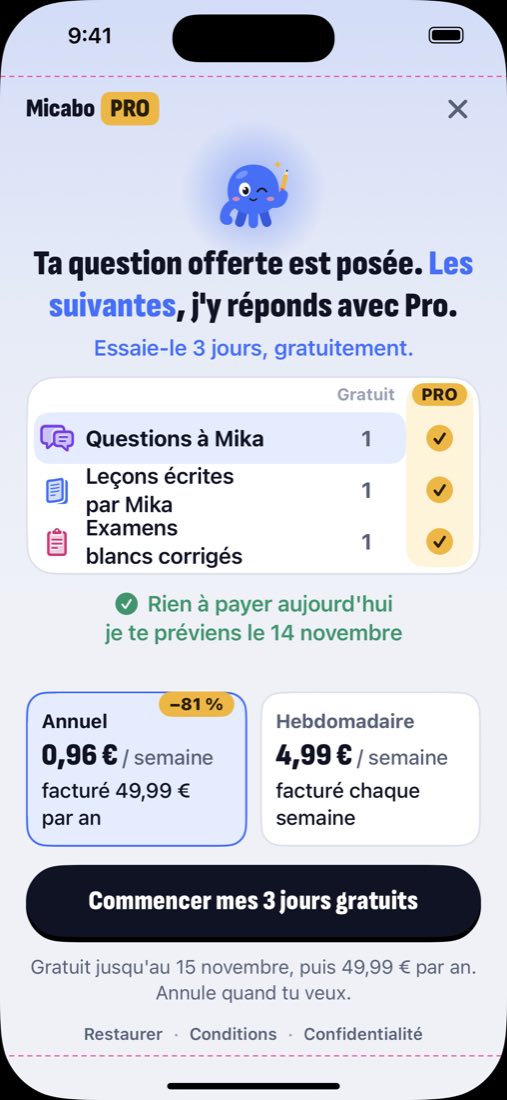 9:41
Micabo PRO
Ta question offerte est posée. Les
suivantes, j'y réponds avec Pro.
Essaie-le 3 jours, gratuitement.
Gratuit PRO
Questions à Mika 1
Leçons écrites
par Mika 1
Examens
blancs corrigés 1
Rien à payer aujourd'hui
je te préviens le 14 novembre
−81 %
Annuel
0,96 € / semaine
facturé 49,99 €
par an
Hebdomadaire
4,99 € / semaine
facturé chaque
semaine
Commencer mes 3 jours gratuits
Gratuit jusqu'au 15 novembre, puis 49,99 € par an.
Annule quand tu veux.
Restaurer · Conditions · Confidentialité